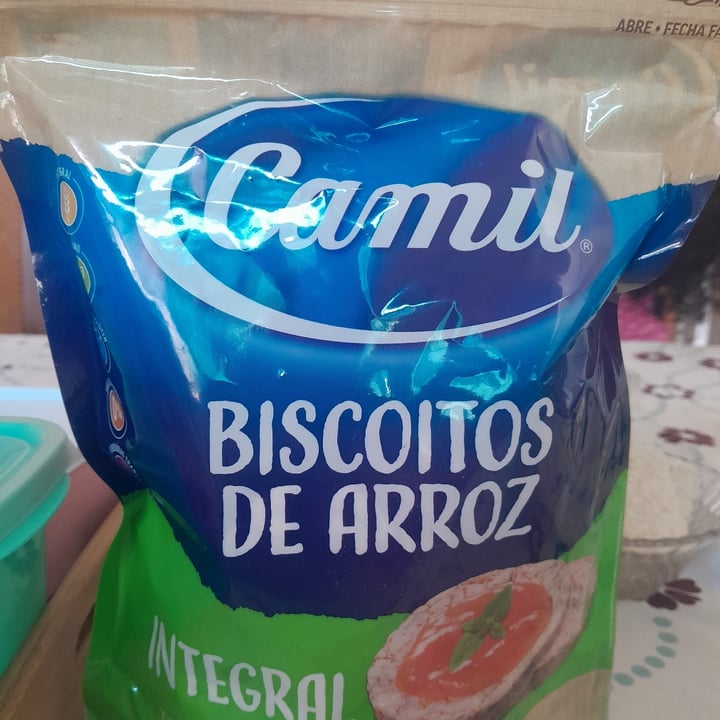 ABRE • FECHA FA
Camil®
BISCOITOS
DE ARROZ
INTEGRAL